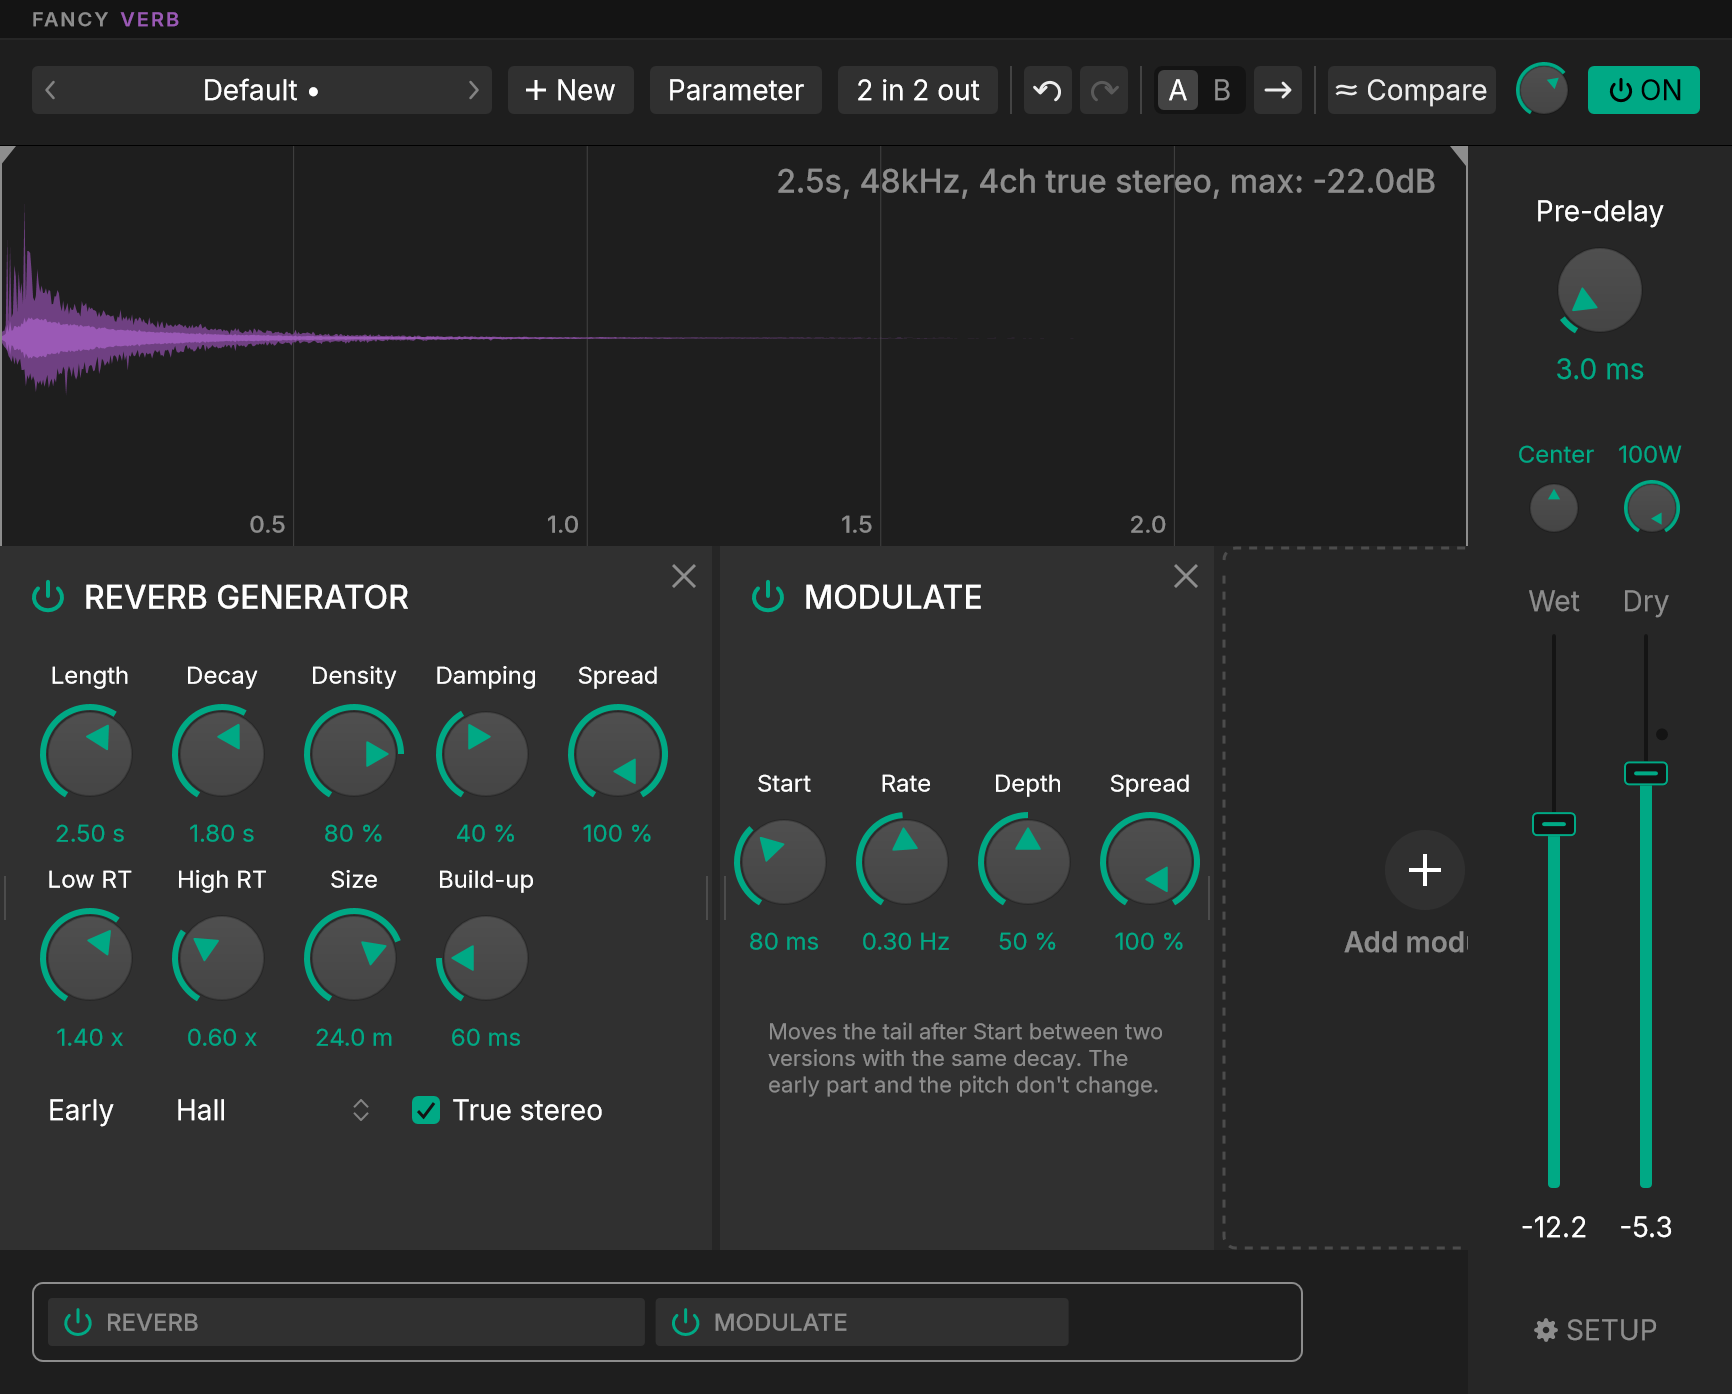 FANCY VERB
Default •
+ New
Parameter
2 in 2 out
A B
≈ Compare
ON
2.5s, 48kHz, 4ch true stereo, max: -22.0dB
0.5 1.0 1.5 2.0
Pre-delay
3.0 ms
Center 100W
Wet Dry
-12.2 -5.3
REVERB GENERATOR
Length Decay Density Damping Spread
2.50 s 1.80 s 80 % 40 % 100 %
Low RT High RT Size Build-up
1.40 x 0.60 x 24.0 m 60 ms
Early Hall True stereo
MODULATE
Start Rate Depth Spread
80 ms 0.30 Hz 50 % 100 %
Moves the tail after Start between two
versions with the same decay. The
early part and the pitch don't change.
Add mod
REVERB MODULATE
SETUP